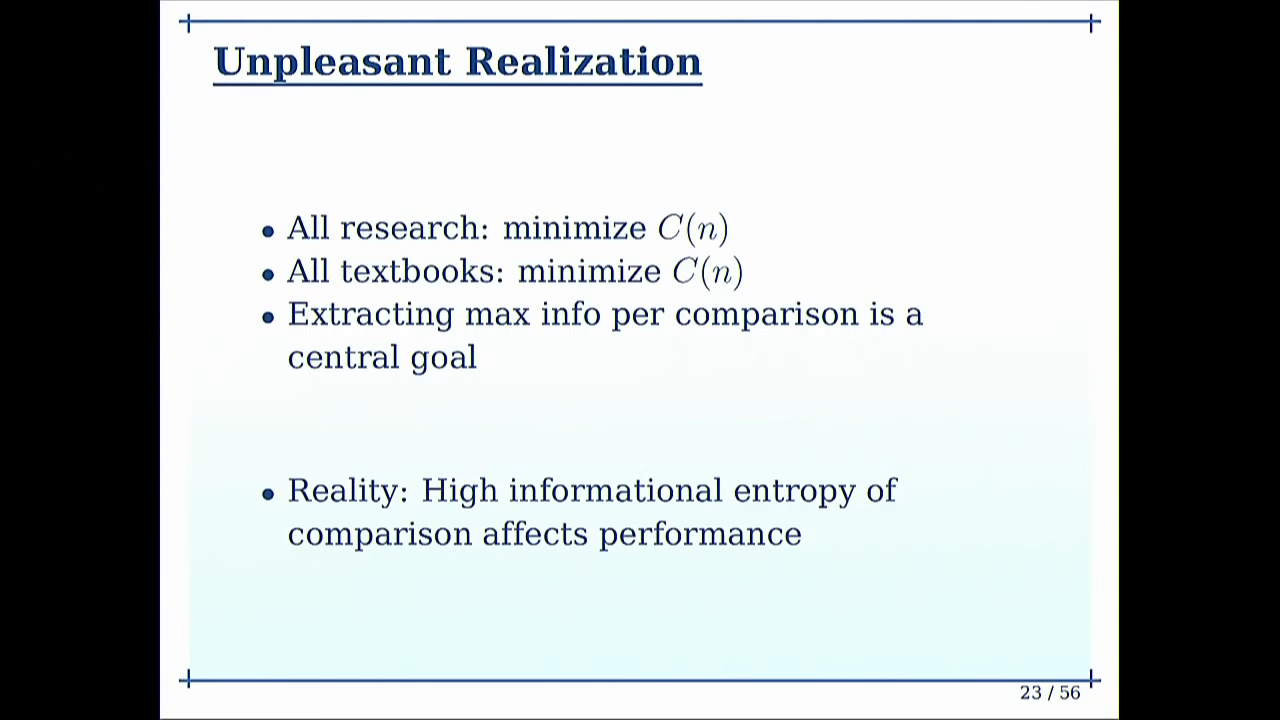 Unpleasant Realization
• All research: minimize C(n)
• All textbooks: minimize C(n)
• Extracting max info per comparison is a
central goal
• Reality: High informational entropy of
comparison affects performance
23 / 56